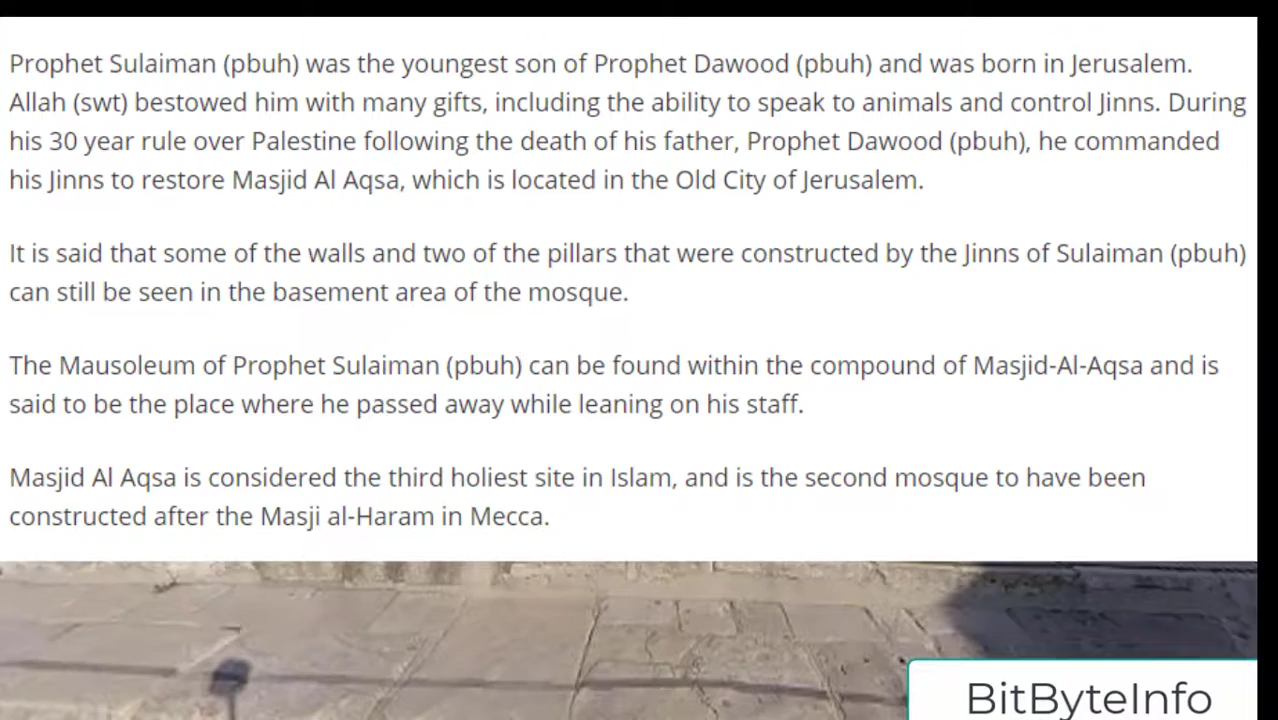 Prophet Sulaiman (pbuh) was the youngest son of Prophet Dawood (pbuh) and was born in Jerusalem.
Allah (swt) bestowed him with many gifts, including the ability to speak to animals and control Jinns. During
his 30 year rule over Palestine following the death of his father, Prophet Dawood (pbuh), he commanded
his Jinns to restore Masjid Al Aqsa, which is located in the Old City of Jerusalem.
It is said that some of the walls and two of the pillars that were constructed by the Jinns of Sulaiman (pbuh)
can still be seen in the basement area of the mosque.
The Mausoleum of Prophet Sulaiman (pbuh) can be found within the compound of Masjid-Al-Aqsa and is
said to be the place where he passed away while leaning on his staff.
Masjid Al Aqsa is considered the third holiest site in Islam, and is the second mosque to have been
constructed after the Masji al-Haram in Mecca.
BitByteInfo